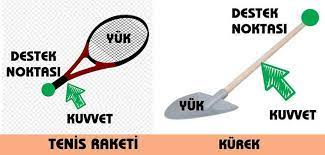 YÜK
DESTEK
NOKTASI
KUVVET
TENİS RAKETİ
DESTEK
NOKTASI
YÜK
KUVVET
KÜREK